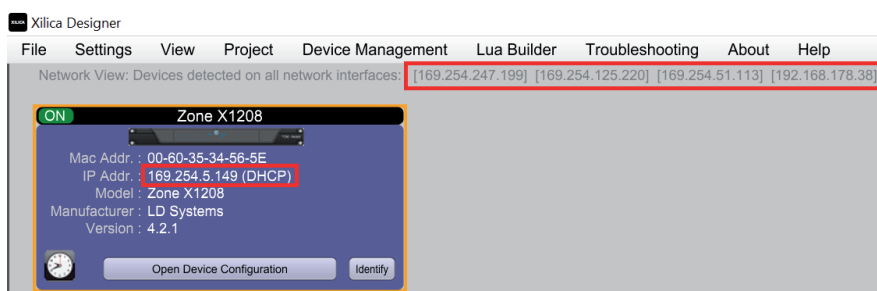 XILICA Xilica Designer
File Settings View Project Device Management Lua Builder Troubleshooting About Help
Network View: Devices detected on all network interfaces: [169.254.247.199] [169.254.125.220] [169.254.51.113] [192.168.178.38]
ON Zone X1208
Mac Addr. : 00-60-35-34-56-5E
IP Addr. : 169.254.5.149 (DHCP)
Model : Zone X1208
Manufacturer : LD Systems
Version : 4.2.1
Open Device Configuration Identify